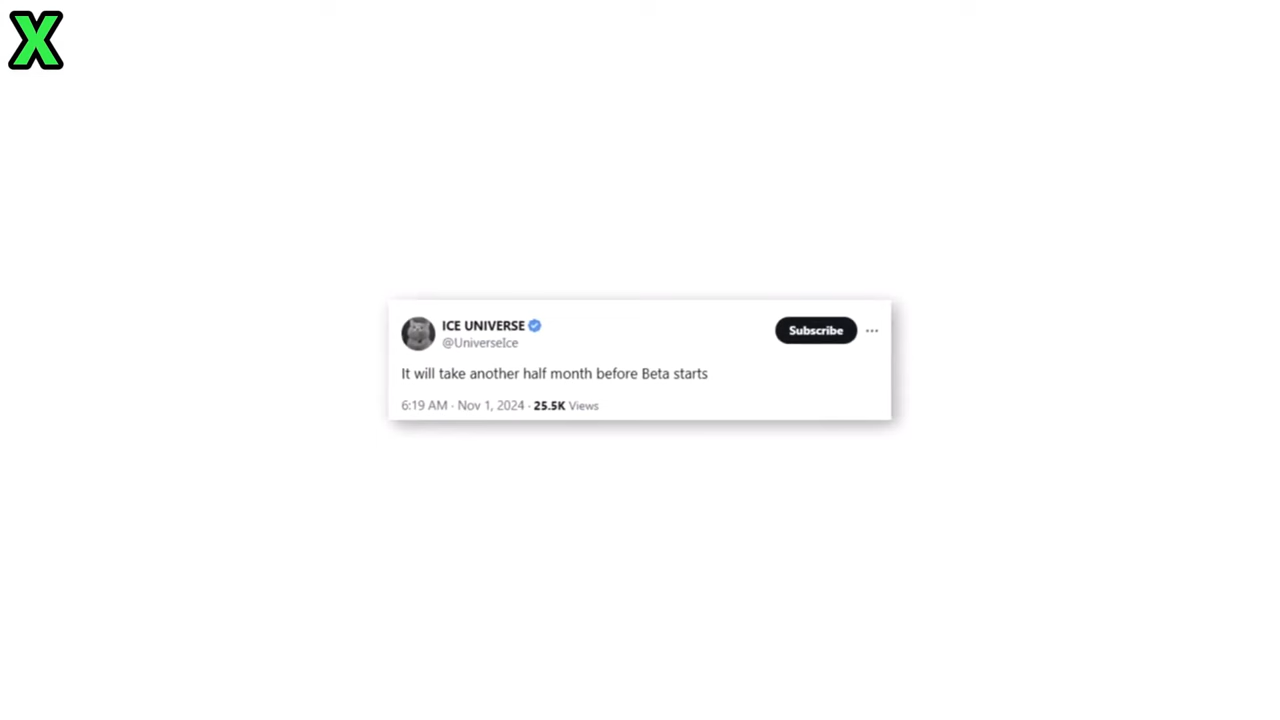 X
ICE UNIVERSE
@UniverseIce
Subscribe
It will take another half month before Beta starts
6:19 AM · Nov 1, 2024 · 25.5K Views